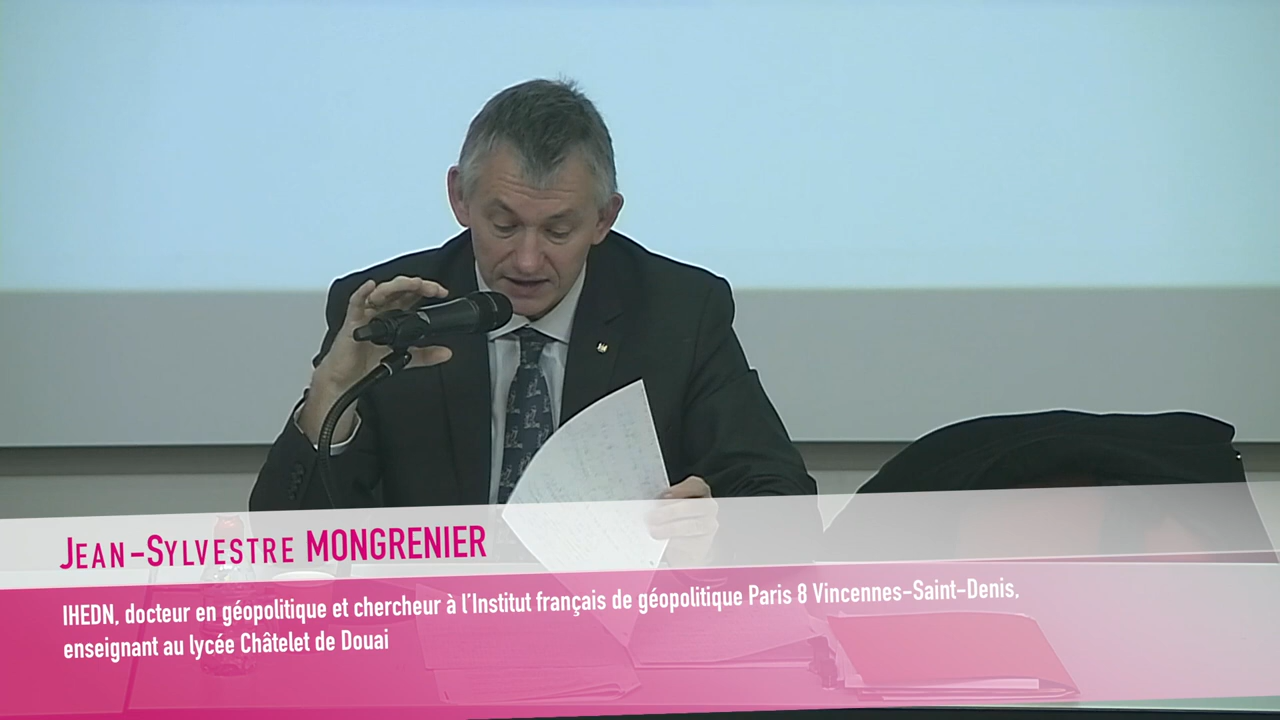 JEAN-SYLVESTRE MONGRENIER
IHEDN, docteur en géopolitique et chercheur à l'Institut français de géopolitique Paris 8 Vincennes-Saint-Denis,
enseignant au lycée Châtelet de Douai